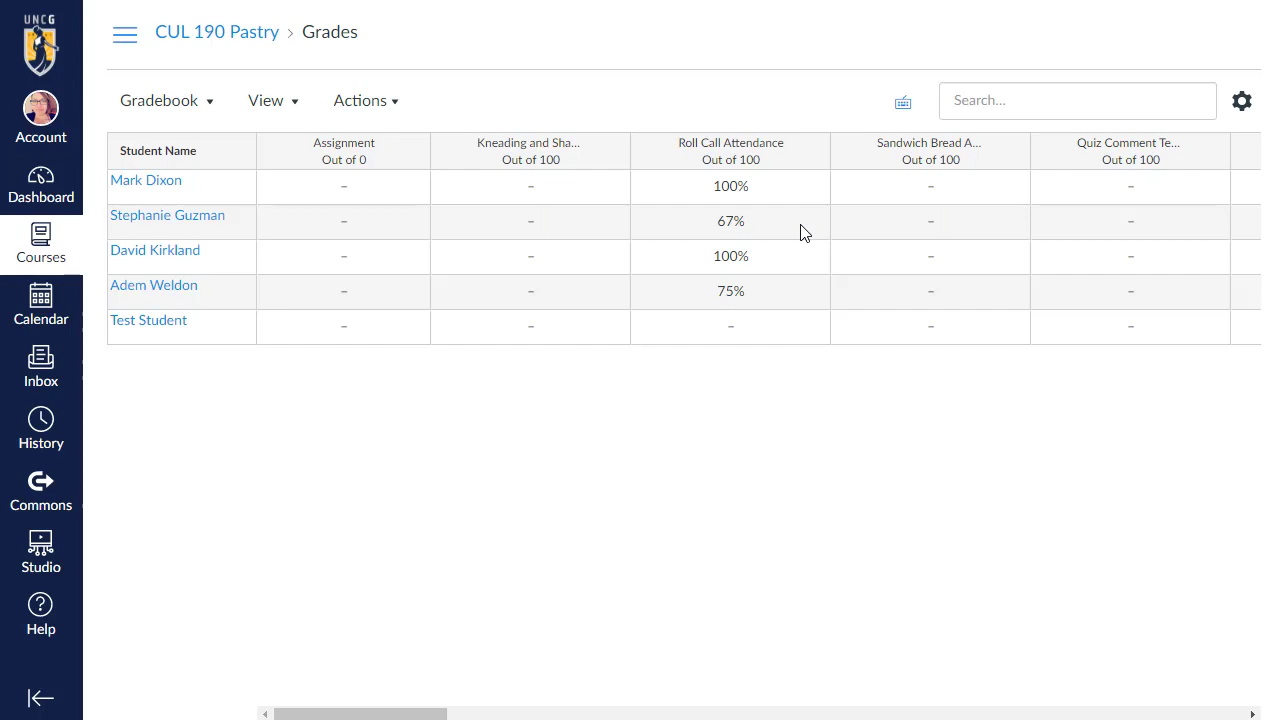 UNCG
Account
Dashboard
Courses
Calendar
Inbox
History
Commons
Studio
Help
CUL 190 Pastry › Grades
Gradebook ▾ View ▾ Actions ▾
Search...
Student Name
Assignment
Out of 0
Kneading and Sha...
Out of 100
Roll Call Attendance
Out of 100
Sandwich Bread A...
Out of 100
Quiz Comment Te...
Out of 100
Mark Dixon – – 100% – –
Stephanie Guzman – – 67% – –
David Kirkland – – 100% – –
Adem Weldon – – 75% – –
Test Student – – – – –